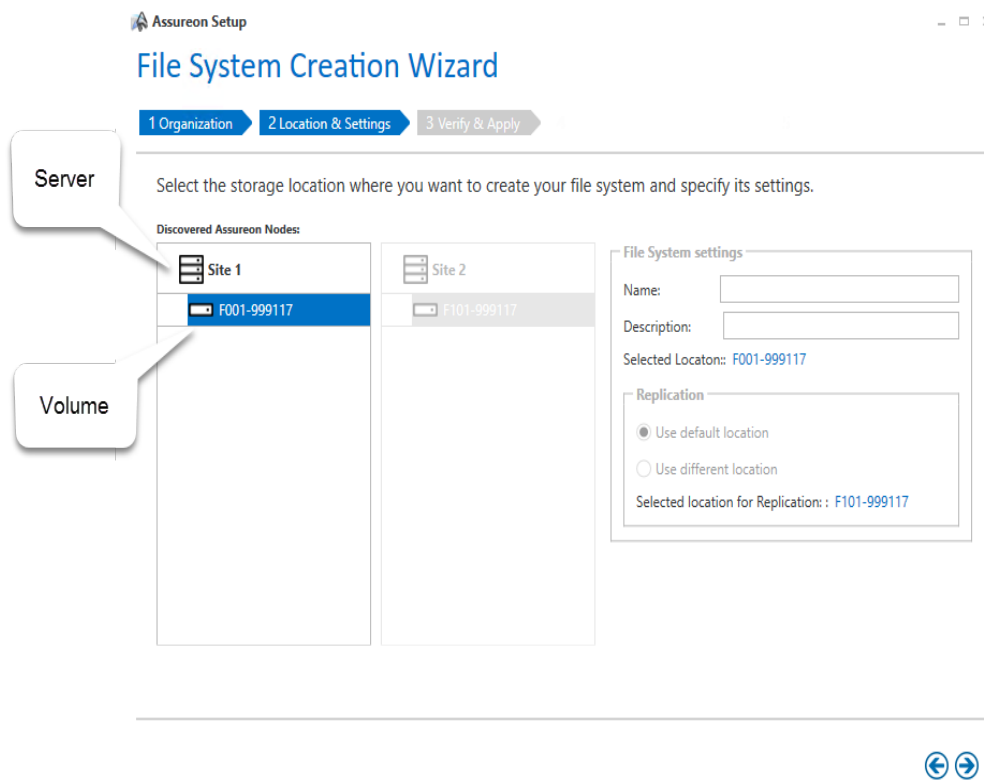 Assureon Setup
File System Creation Wizard
1 Organization 2 Location & Settings 3 Verify & Apply
Server
Select the storage location where you want to create your file system and specify its settings.
Discovered Assureon Nodes:
Site 1
F001-999117
Volume
Site 2
F101-999117
File System settings
Name:
Description:
Selected Locaton:: F001-999117
Replication
Use default location
Use different location
Selected location for Replication: : F101-999117